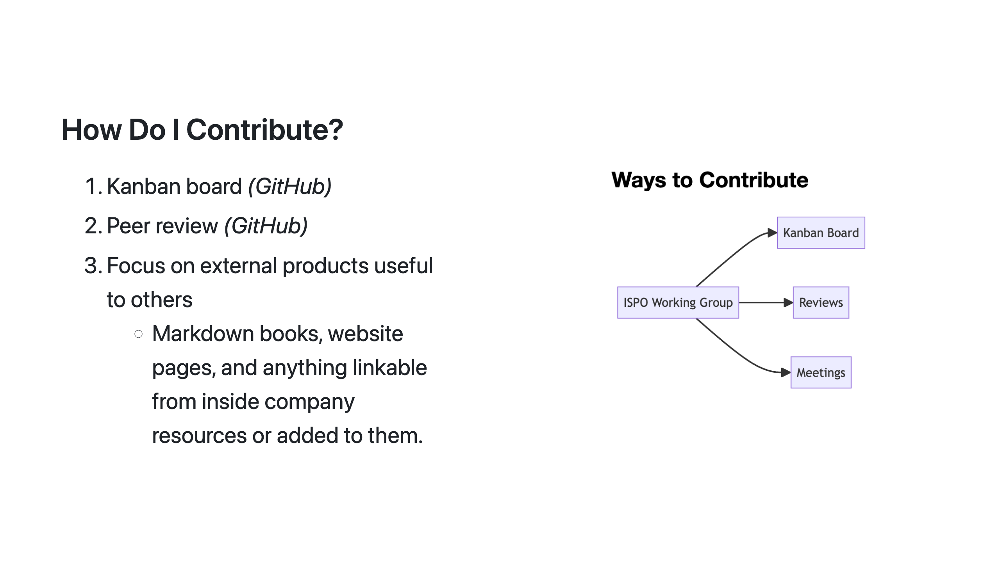 How Do I Contribute?
1. Kanban board (GitHub)
2. Peer review (GitHub)
3. Focus on external products useful
to others
○ Markdown books, website
pages, and anything linkable
from inside company
resources or added to them.
Ways to Contribute
Kanban Board
ISPO Working Group
Reviews
Meetings